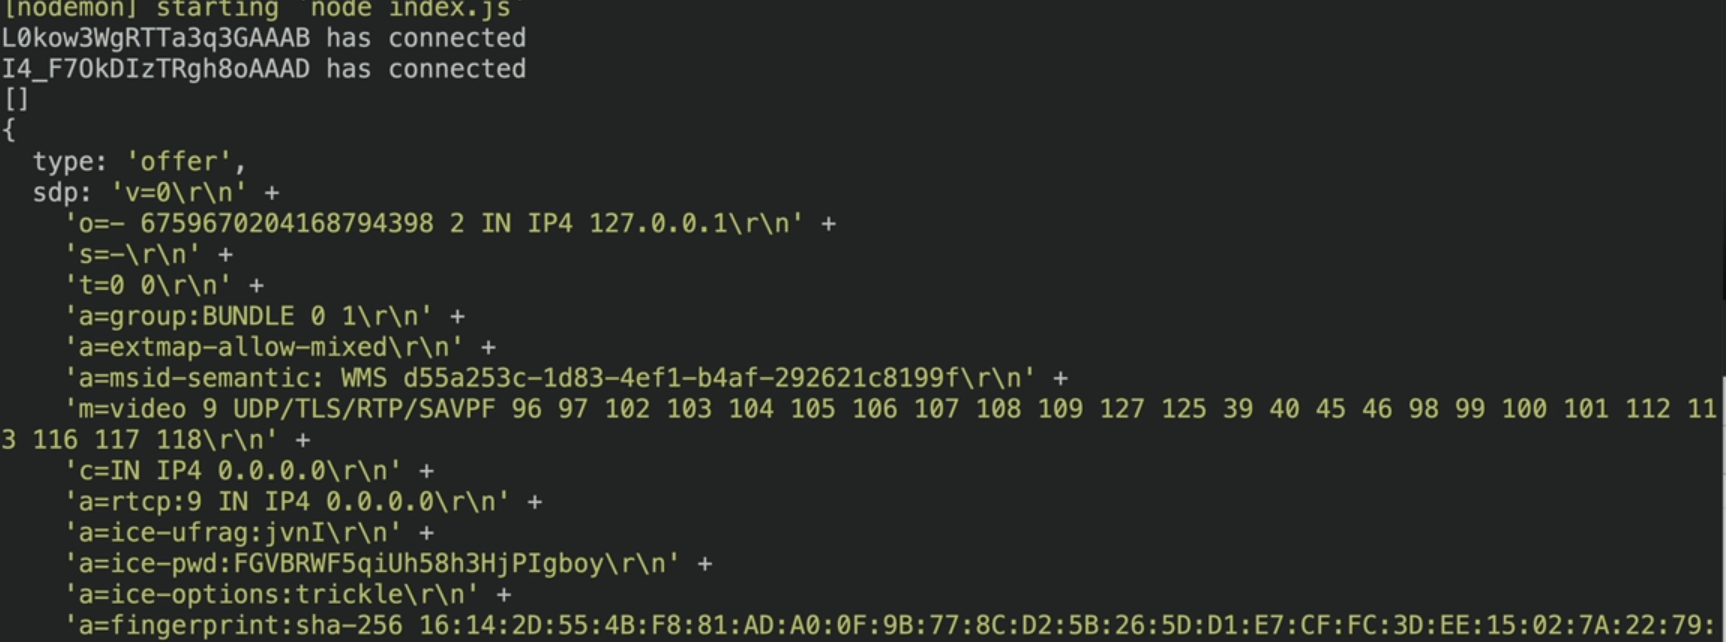 [nodemon] starting `node index.js`
L0kow3WgRTTa3q3GAAAB has connected
I4_F7OkDIzTRgh8oAAAD has connected
[]
{
  type: 'offer',
  sdp: 'v=0\r\n' +
    'o=- 6759670204168794398 2 IN IP4 127.0.0.1\r\n' +
    's=-\r\n' +
    't=0 0\r\n' +
    'a=group:BUNDLE 0 1\r\n' +
    'a=extmap-allow-mixed\r\n' +
    'a=msid-semantic: WMS d55a253c-1d83-4ef1-b4af-292621c8199f\r\n' +
    'm=video 9 UDP/TLS/RTP/SAVPF 96 97 102 103 104 105 106 107 108 109 127 125 39 40 45 46 98 99 100 101 112 11
3 116 117 118\r\n' +
    'c=IN IP4 0.0.0.0\r\n' +
    'a=rtcp:9 IN IP4 0.0.0.0\r\n' +
    'a=ice-ufrag:jvnI\r\n' +
    'a=ice-pwd:FGVBRWF5qiUh58h3HjPIgboy\r\n' +
    'a=ice-options:trickle\r\n' +
    'a=fingerprint:sha-256 16:14:2D:55:4B:F8:81:AD:A0:0F:9B:77:8C:D2:5B:26:5D:D1:E7:CF:FC:3D:EE:15:02:7A:22:79: